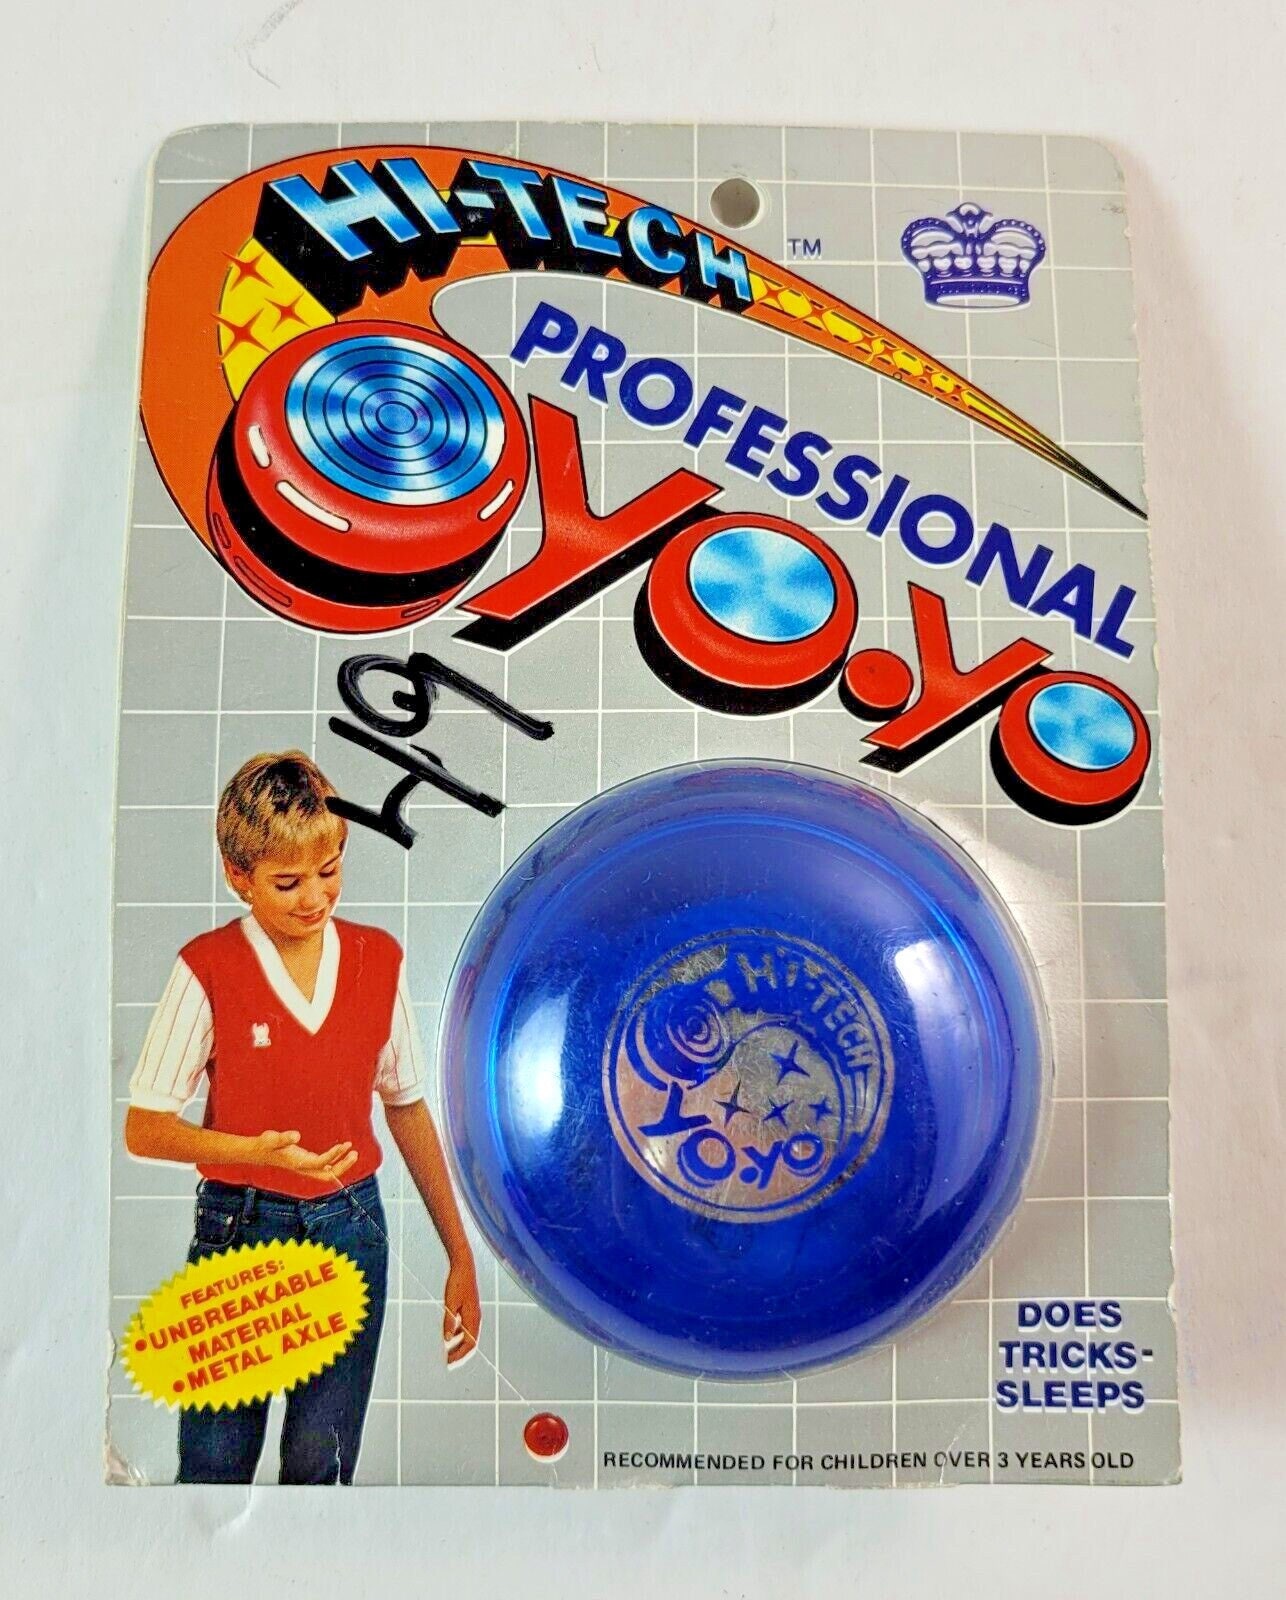 HI-TECH
TM
PROFESSIONAL
YO.YO
49
HI-TECH
YO.YO
FEATURES:
•UNBREAKABLE
MATERIAL
•METAL AXLE
DOES
TRICKS-
SLEEPS
RECOMMENDED FOR CHILDREN OVER 3 YEARS OLD